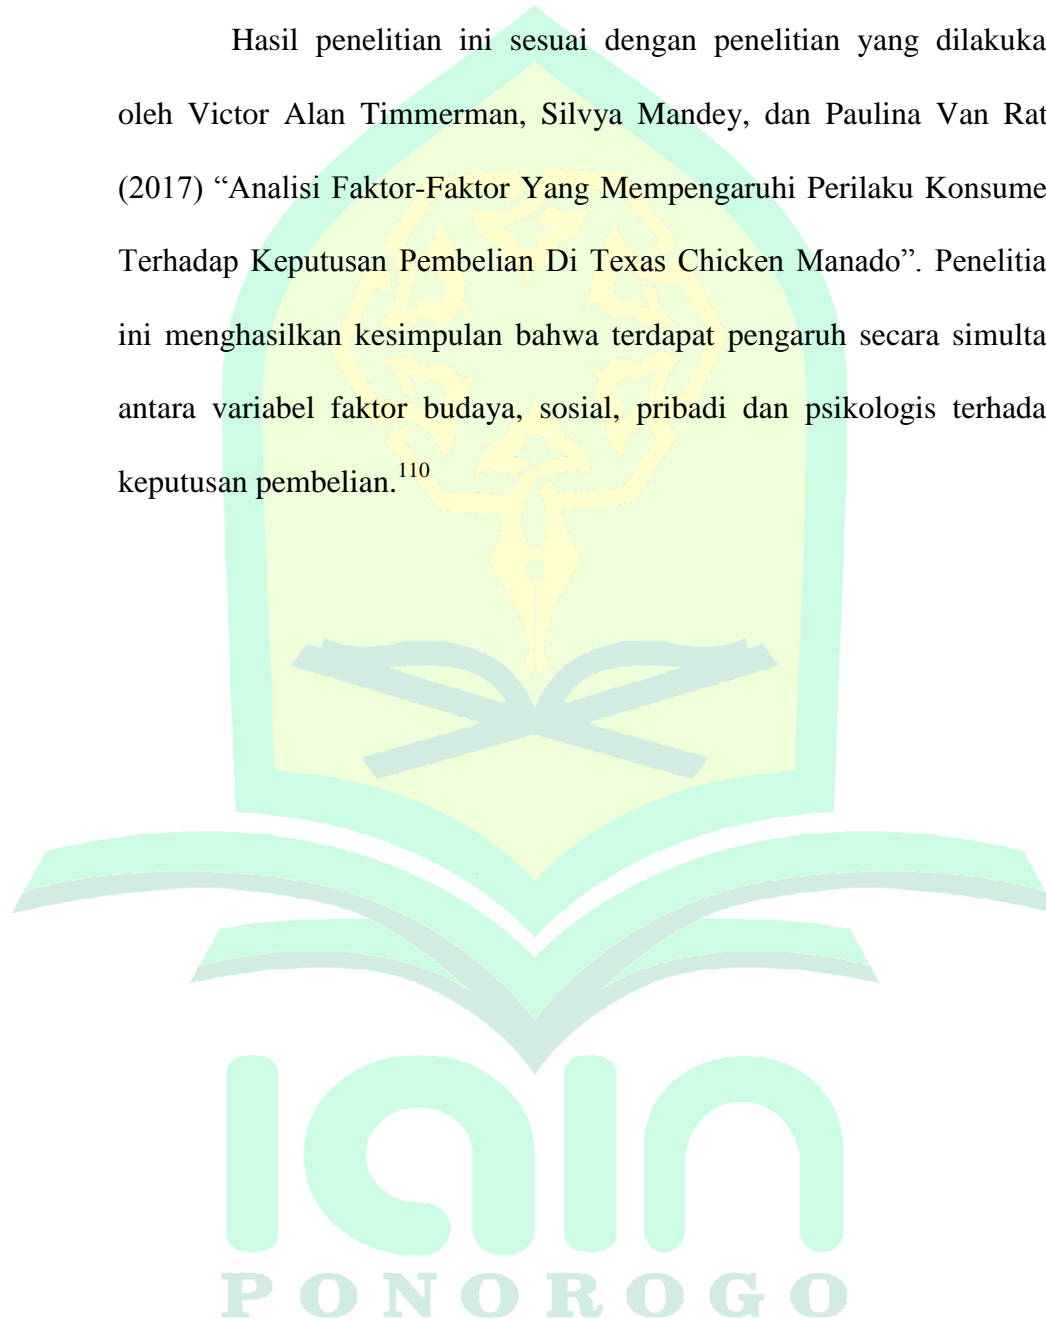 Hasil penelitian ini sesuai dengan penelitian yang dilakuka
oleh Victor Alan Timmerman, Silvya Mandey, dan Paulina Van Rat
(2017) “Analisi Faktor-Faktor Yang Mempengaruhi Perilaku Konsume
Terhadap Keputusan Pembelian Di Texas Chicken Manado”. Penelitia
ini menghasilkan kesimpulan bahwa terdapat pengaruh secara simulta
antara variabel faktor budaya, sosial, pribadi dan psikologis terhada
keputusan pembelian.110
iain
PONOROGO